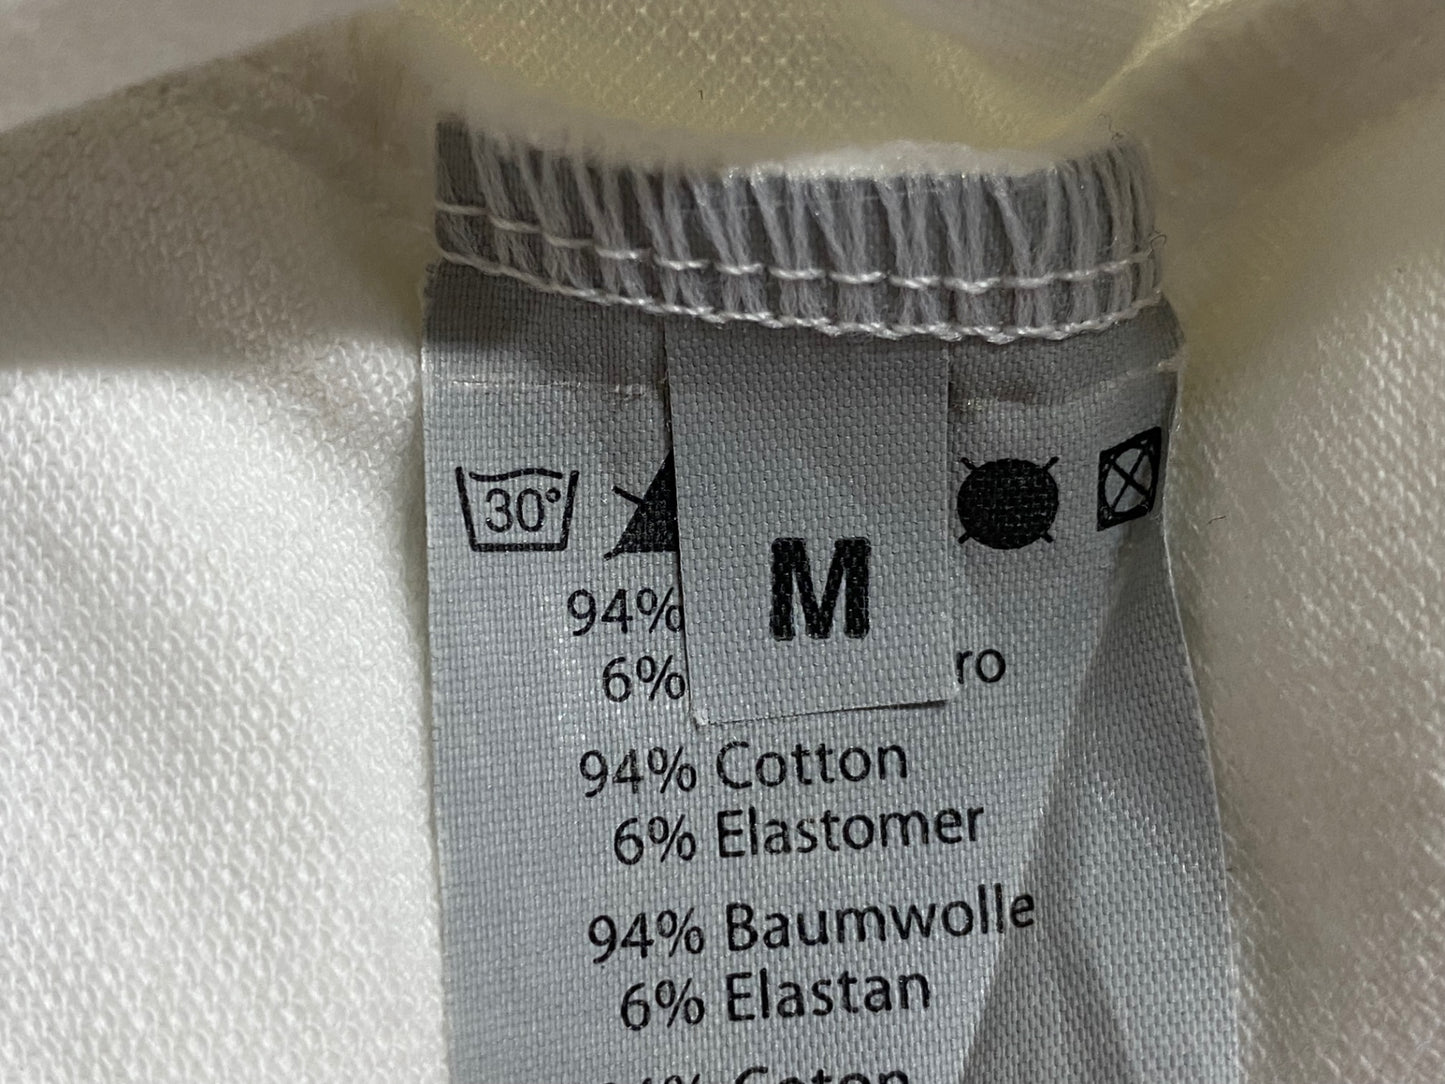 30°
M
94%
6% ro
94% Cotton
6% Elastomer
94% Baumwolle
6% Elastan